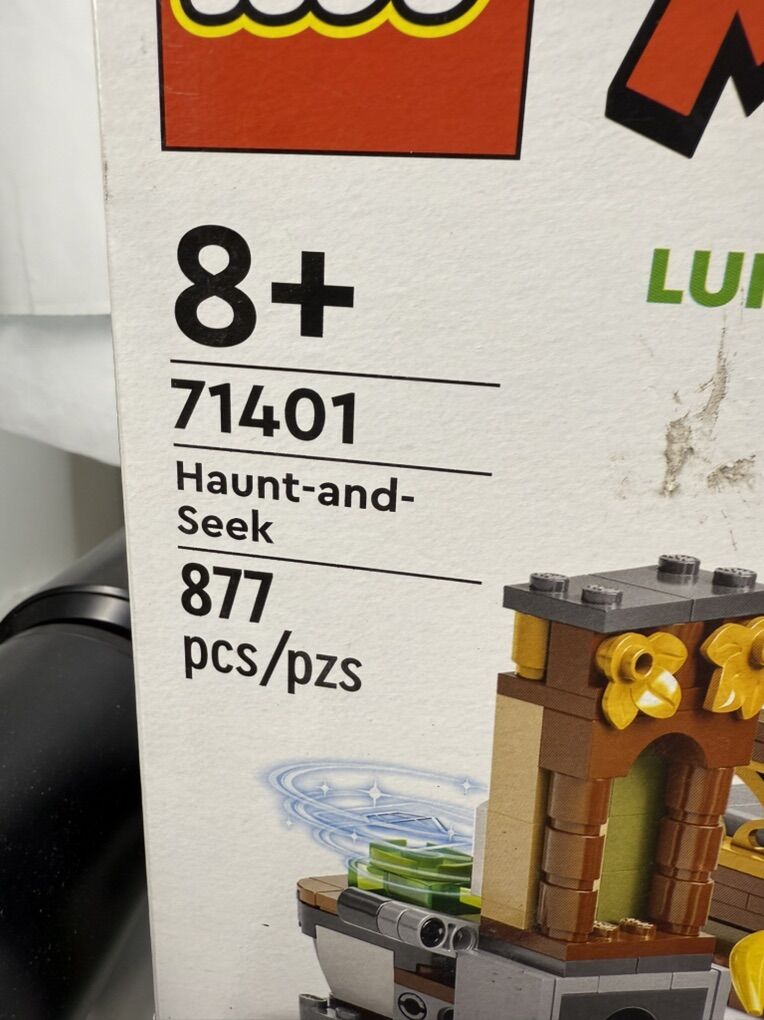 8+
71401
Haunt-and-
Seek
877
pcs/pzs